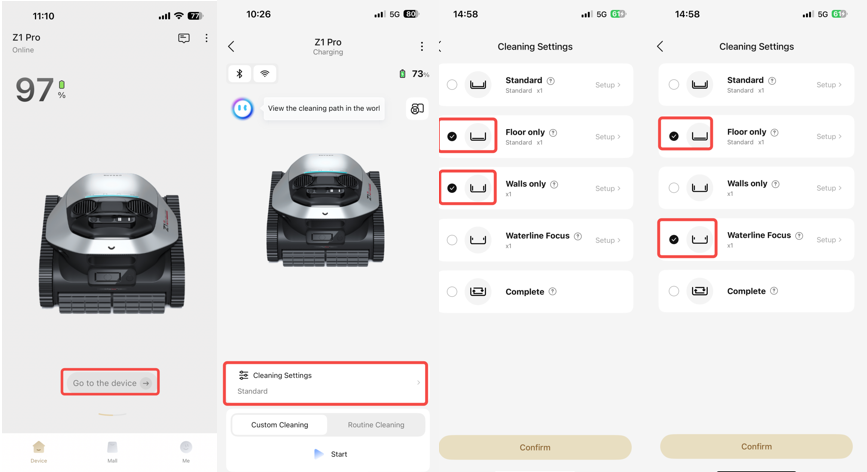 11:10
77
Z1 Pro
Online
97
%
Go to the device
Device
Mall
Me
10:26
5G 80
Z1 Pro
Charging
73%
View the cleaning path in the worl
Cleaning Settings
Standard
Custom Cleaning
Routine Cleaning
Start
14:58
5G 61
Cleaning Settings
Standard
Standard x1
Setup
Floor only
Standard x1
Setup
Walls only
x1
Setup
Waterline Focus
x1
Setup
Complete
Confirm
14:58
5G 61
Cleaning Settings
Standard
Standard x1
Setup
Floor only
Standard x1
Setup
Walls only
x1
Setup
Waterline Focus
x1
Setup
Complete
Confirm